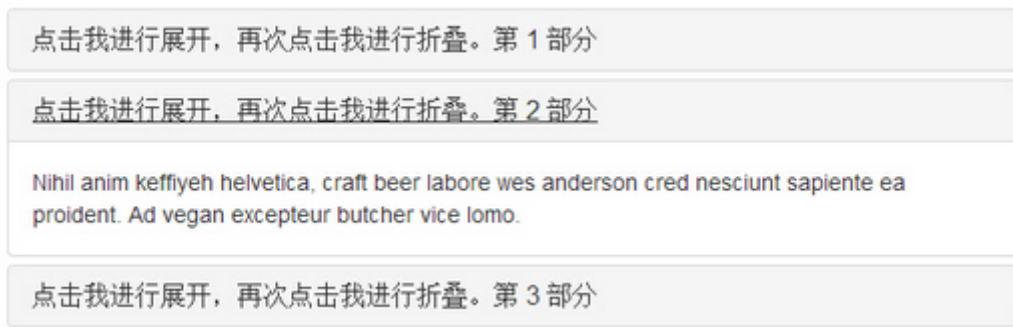 点击我进行展开，再次点击我进行折叠。第 1 部分
点击我进行展开，再次点击我进行折叠。第 2 部分
Nihil anim keffiyeh helvetica, craft beer labore wes anderson cred nesciunt sapiente ea
proident. Ad vegan excepteur butcher vice lomo.
点击我进行展开，再次点击我进行折叠。第 3 部分